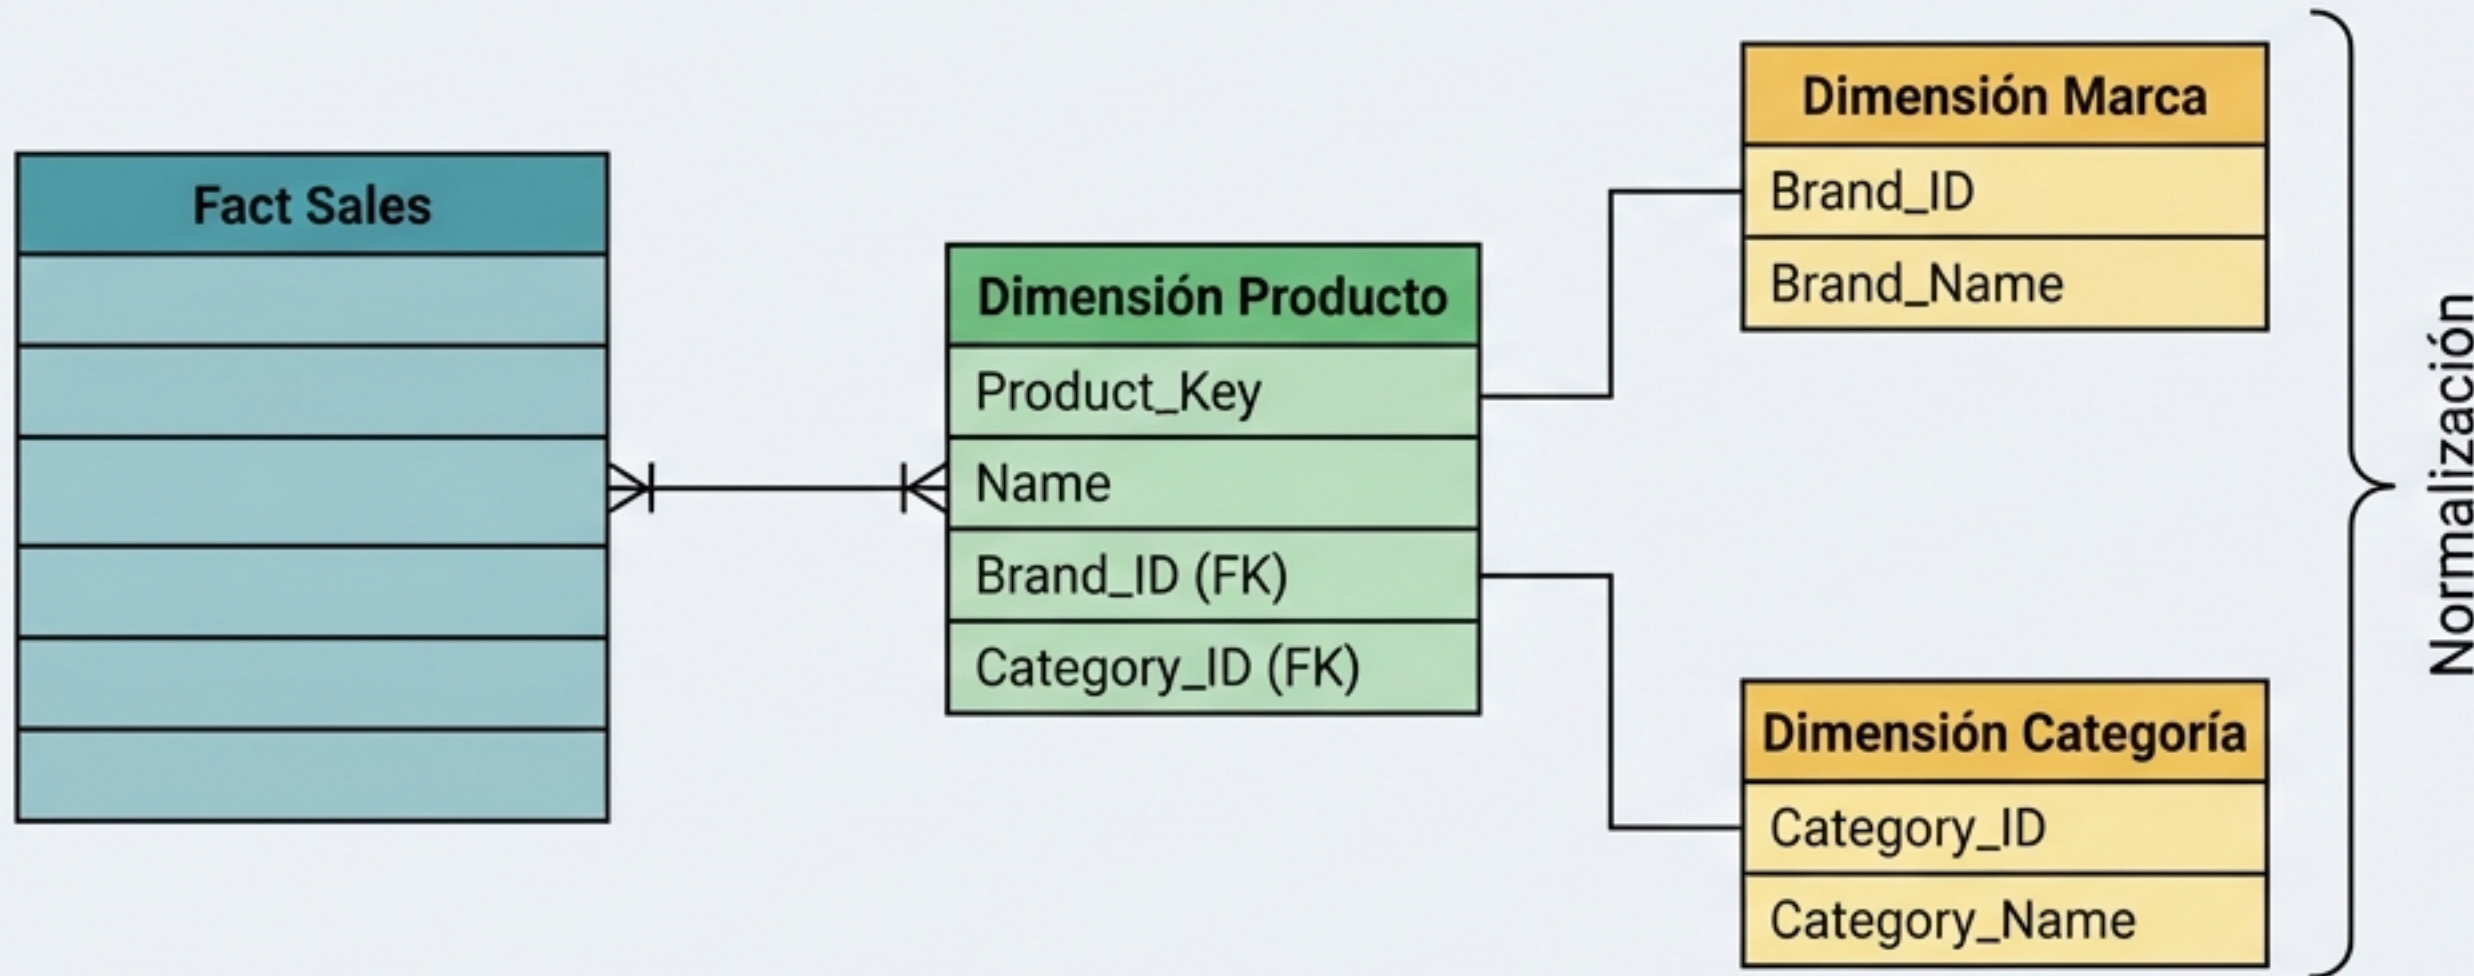 Fact Sales
Dimensión Producto
Product_Key
Name
Brand_ID (FK)
Category_ID (FK)
Dimensión Marca
Brand_ID
Brand_Name
Dimensión Categoría
Category_ID
Category_Name
Normalización